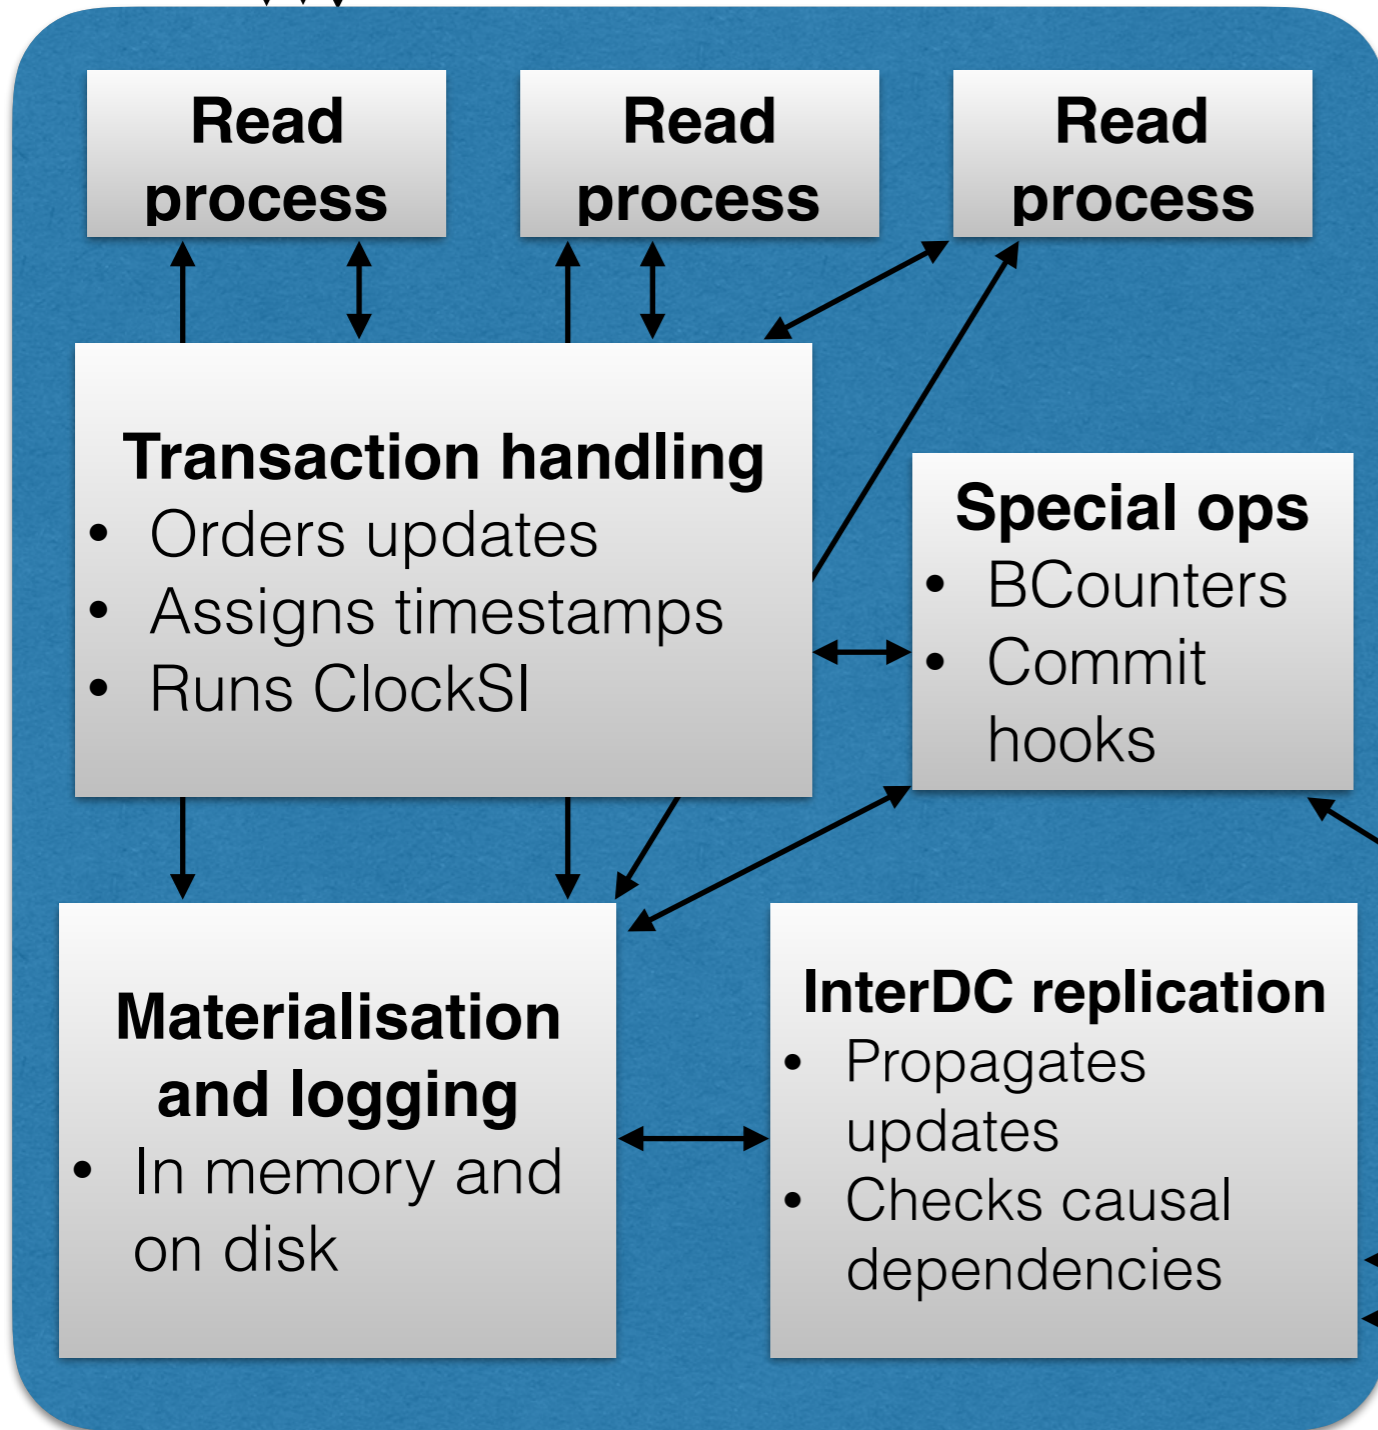 Read
process
Read
process
Read
process
Transaction handling
• Orders updates
• Assigns timestamps
• Runs ClockSI
Special ops
• BCounters
• Commit
hooks
Materialisation
and logging
• In memory and
on disk
InterDC replication
• Propagates
updates
• Checks causal
dependencies